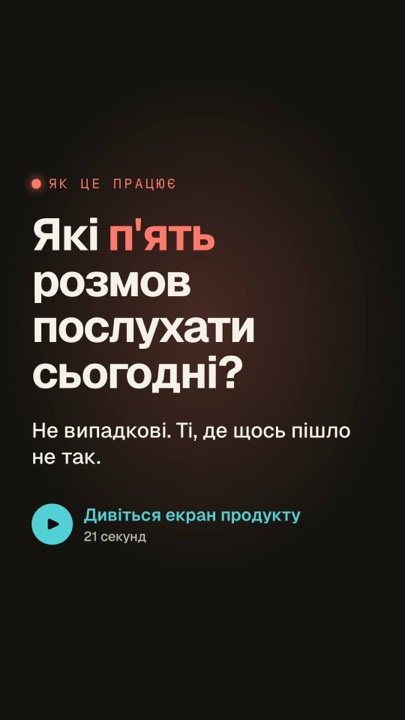 ЯК ЦЕ ПРАЦЮЄ
Які п'ять
розмов
послухати
сьогодні?
Не випадкові. Ті, де щось пішло
не так.
Дивіться екран продукту
21 секунд